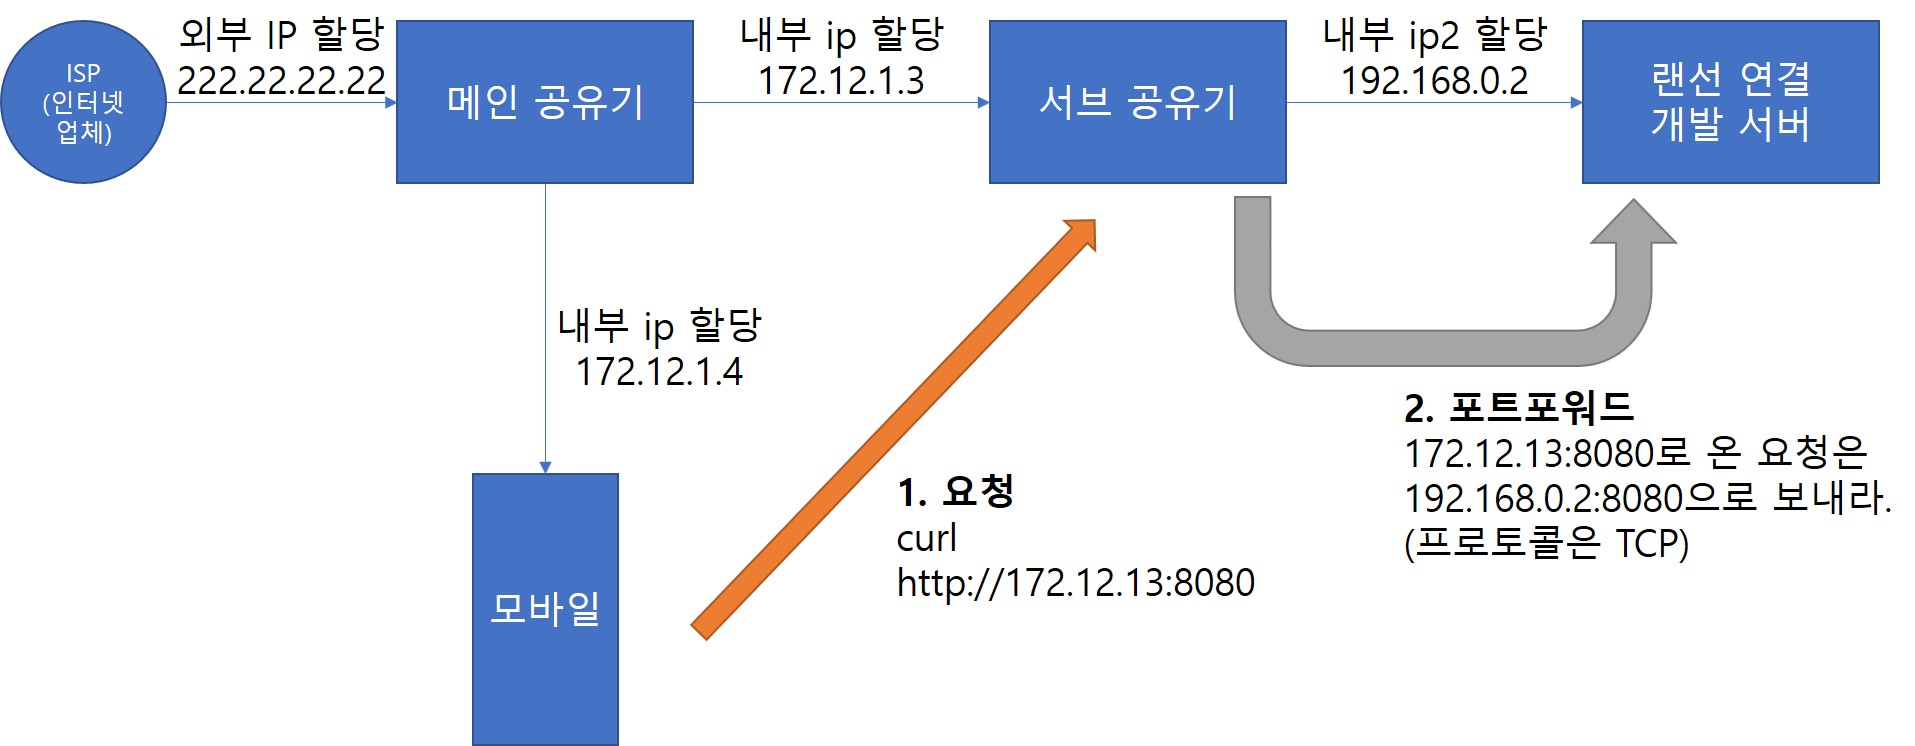 ISP
(인터넷
업체)
외부 IP 할당
222.22.22.22
메인 공유기
내부 ip 할당
172.12.1.3
서브 공유기
내부 ip2 할당
192.168.0.2
랜선 연결
개발 서버
내부 ip 할당
172.12.1.4
모바일
1. 요청
curl
http://172.12.13:8080
2. 포트포워드
172.12.13:8080로 온 요청은
192.168.0.2:8080으로 보내라.
(프로토콜은 TCP)